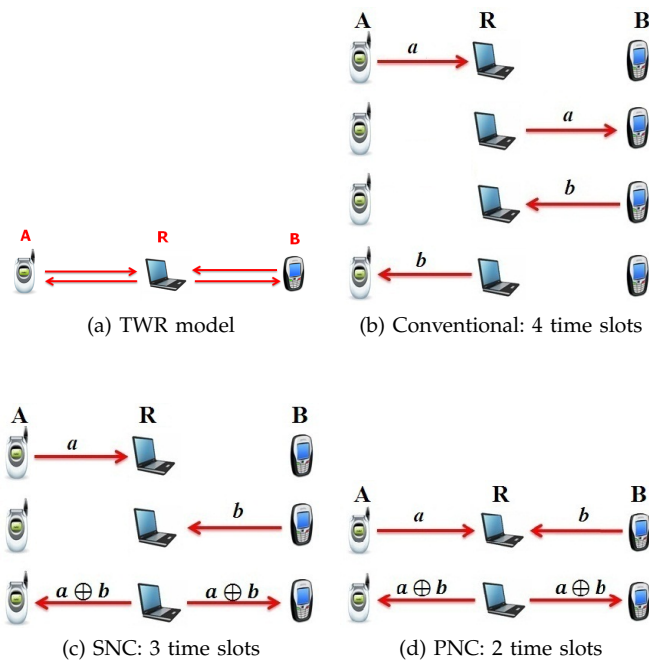 A R B
a
a
b
b
A R B
(a) TWR model
(b) Conventional: 4 time slots
A R B
a
b
a ⊕ b a ⊕ b
(c) SNC: 3 time slots
A R B
a b
a ⊕ b a ⊕ b
(d) PNC: 2 time slots